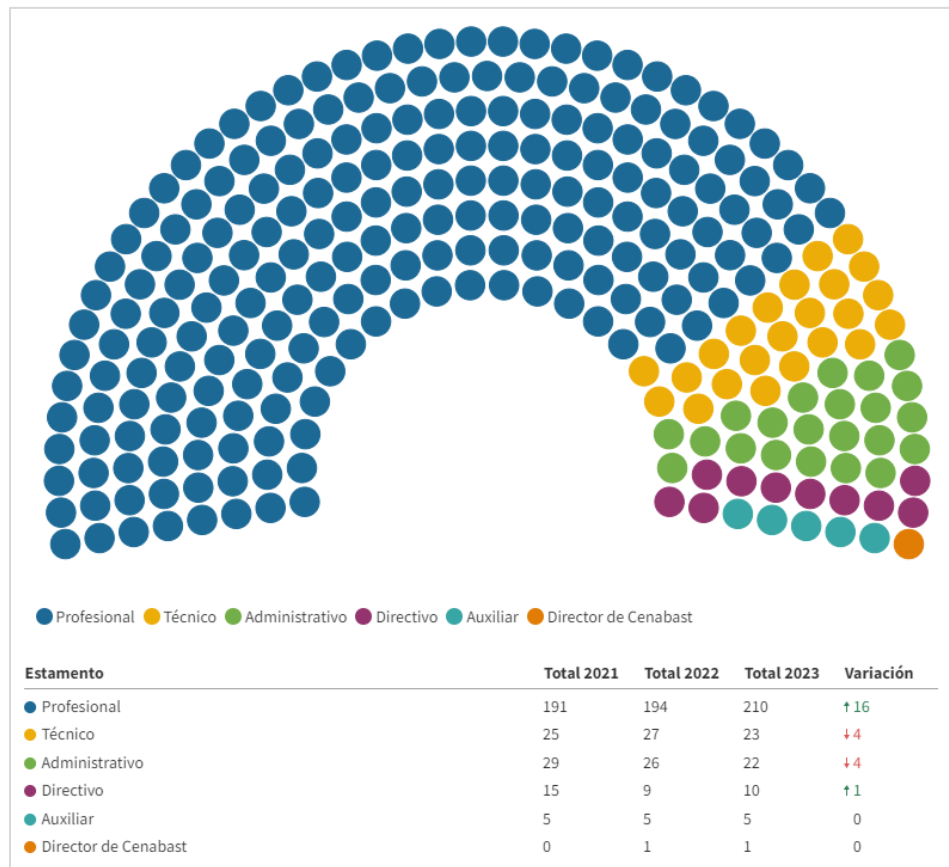 Profesional Técnico Administrativo Directivo Auxiliar Director de Cenabast
Estamento Total 2021 Total 2022 Total 2023 Variación
Profesional 191 194 210 ↑16
Técnico 25 27 23 ↓4
Administrativo 29 26 22 ↓4
Directivo 15 9 10 ↑1
Auxiliar 5 5 5 0
Director de Cenabast 0 1 1 0